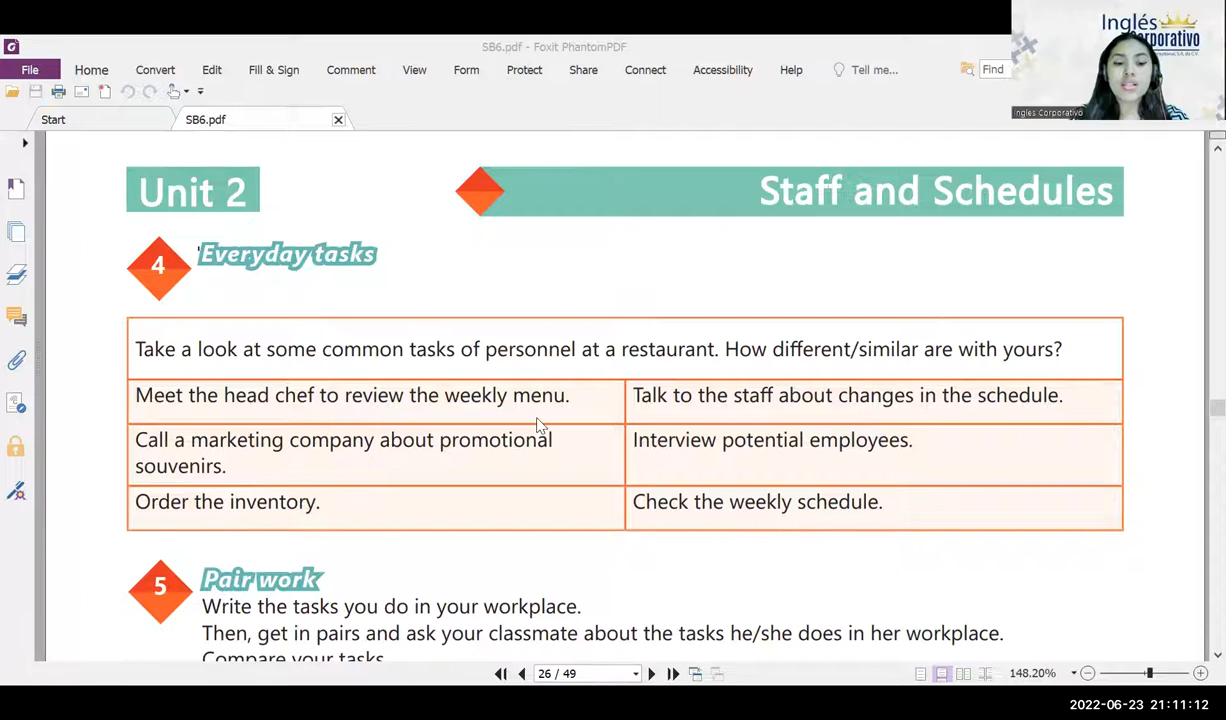 SB6.pdf - Foxit PhantomPDF
Inglés
Corporativo
File Home Convert Edit Fill & Sign Comment View Form Protect Share Connect Accessibility Help Tell me... Find
Ingles Corporativo
Start SB6.pdf
Unit 2 Staff and Schedules
4 Everyday tasks
Take a look at some common tasks of personnel at a restaurant. How different/similar are with yours?
Meet the head chef to review the weekly menu. Talk to the staff about changes in the schedule.
Call a marketing company about promotional Interview potential employees.
souvenirs.
Order the inventory. Check the weekly schedule.
5 Pair work
Write the tasks you do in your workplace.
Then, get in pairs and ask your classmate about the tasks he/she does in her workplace.
Compare your tasks
26 / 49 148.20%
2022-06-23 21:11:12